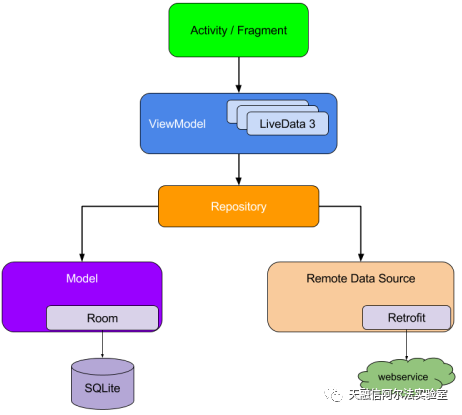 Activity / Fragment
ViewModel
LiveData 3
Repository
Model
Room
Remote Data Source
Retrofit
SQLite
webservice
天融信阿尔法实验室